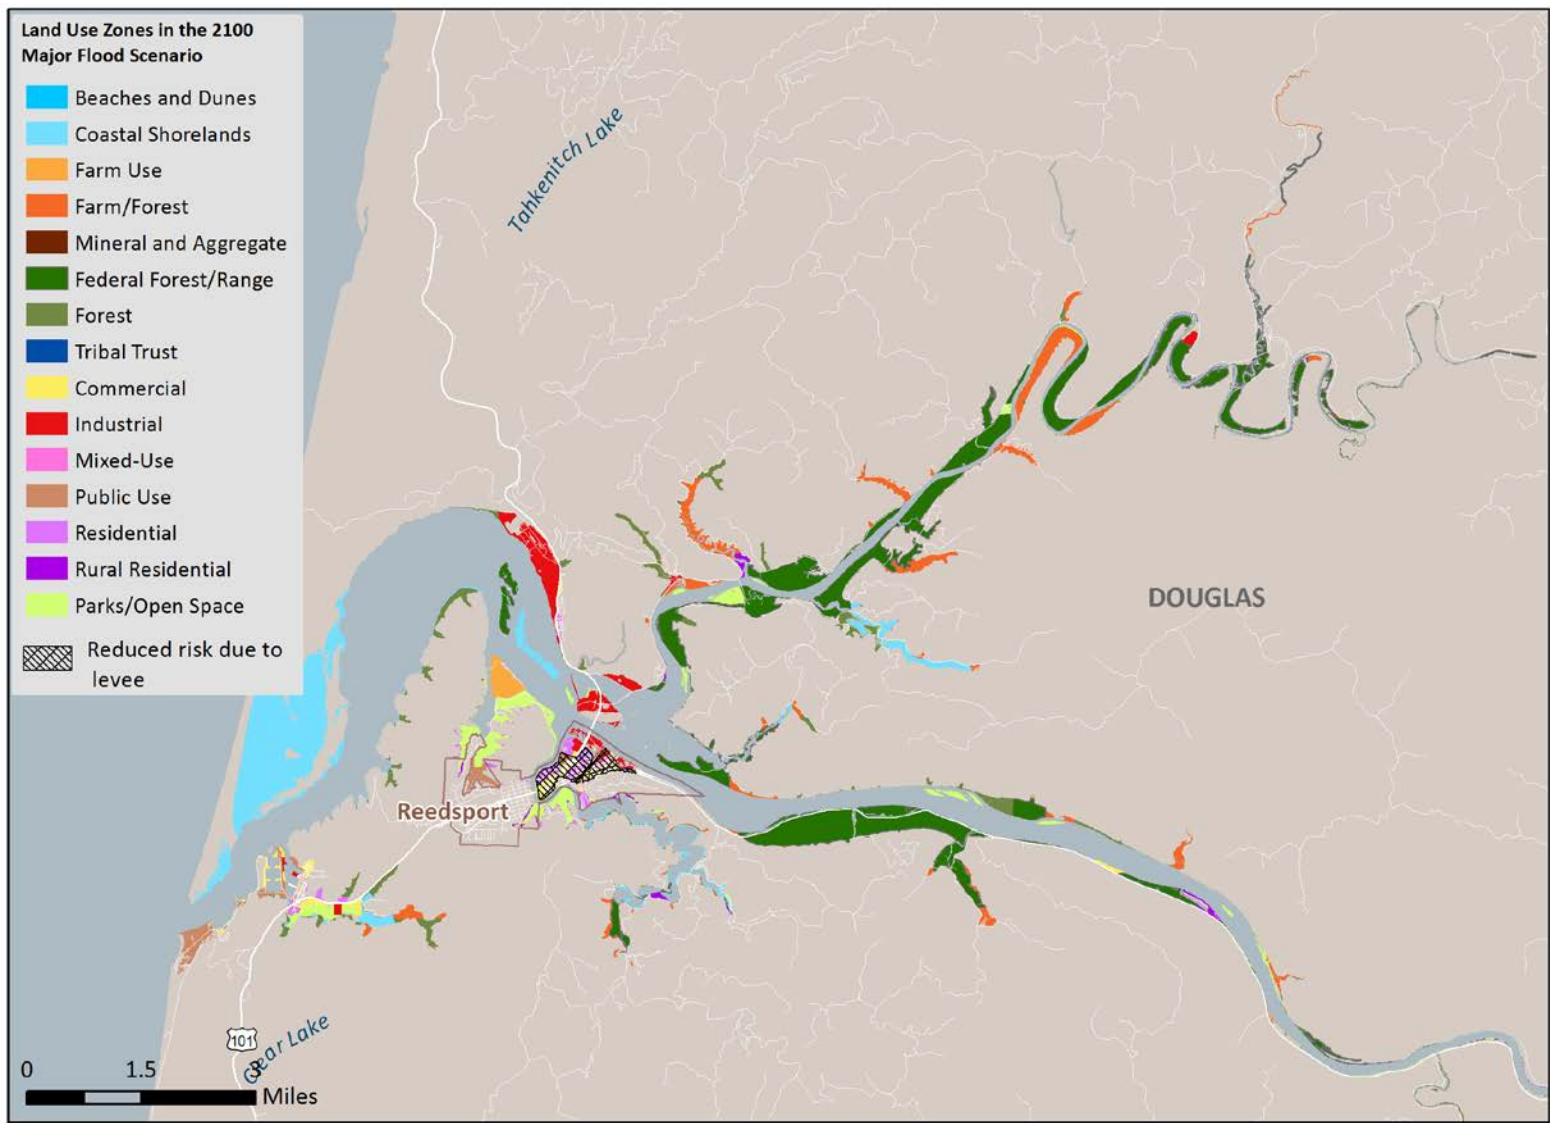 Land Use Zones in the 2100
Major Flood Scenario
Beaches and Dunes
Coastal Shorelands
Farm Use
Farm/Forest
Mineral and Aggregate
Federal Forest/Range
Forest
Tribal Trust
Commercial
Industrial
Mixed-Use
Public Use
Residential
Rural Residential
Parks/Open Space
Reduced risk due to
levee
Tahkenitch Lake
DOUGLAS
Reedsport
101
Clear Lake
0 1.5 3
Miles